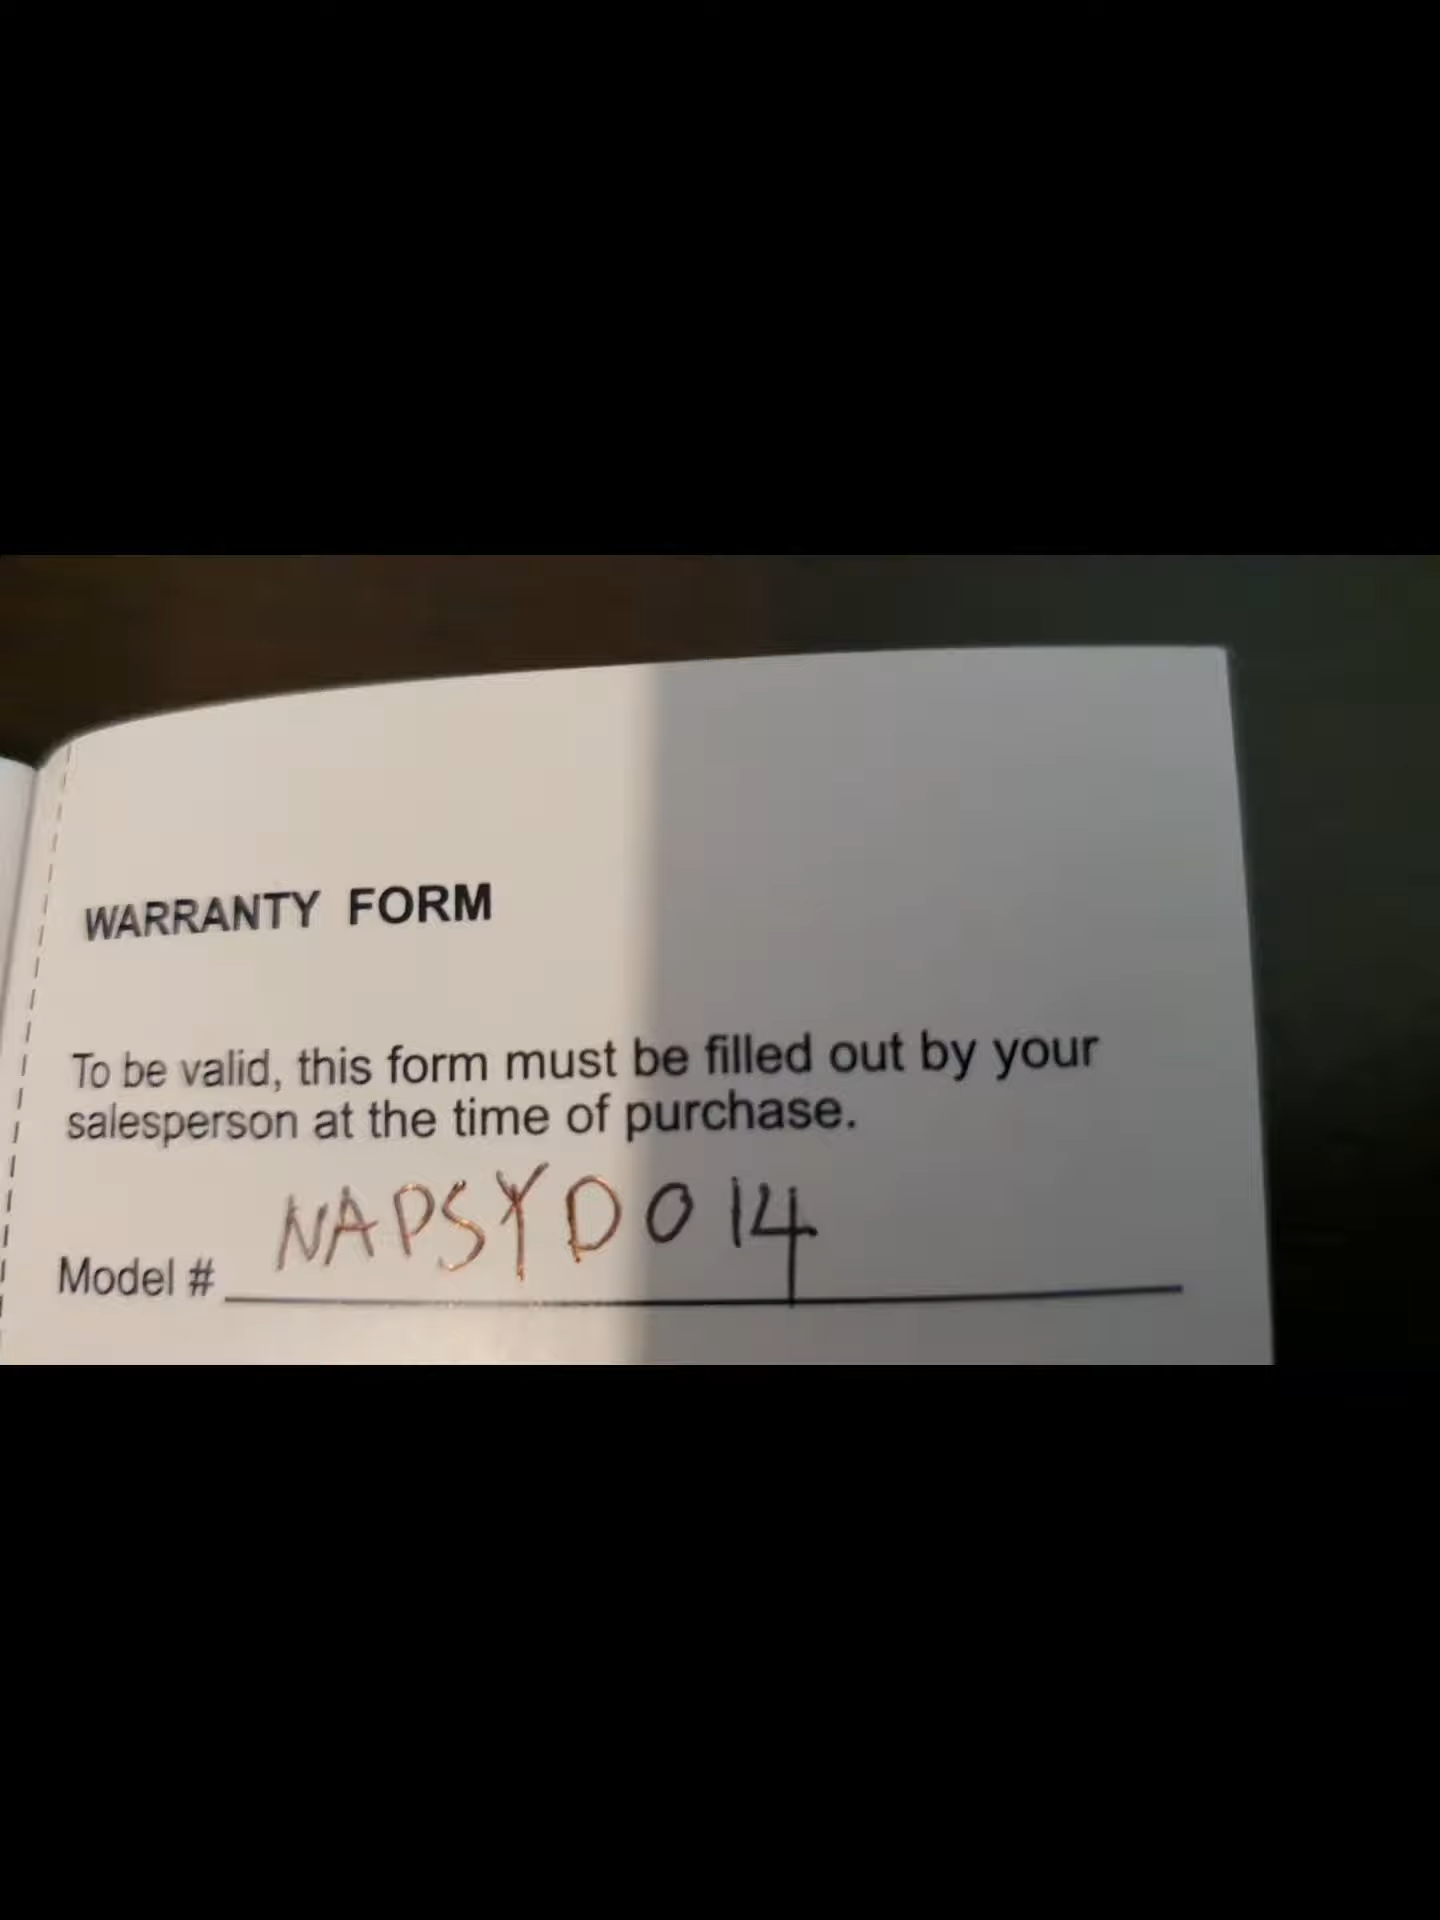 WARRANTY FORM
To be valid, this form must be filled out by your
salesperson at the time of purchase.
Model # NAPSYD014